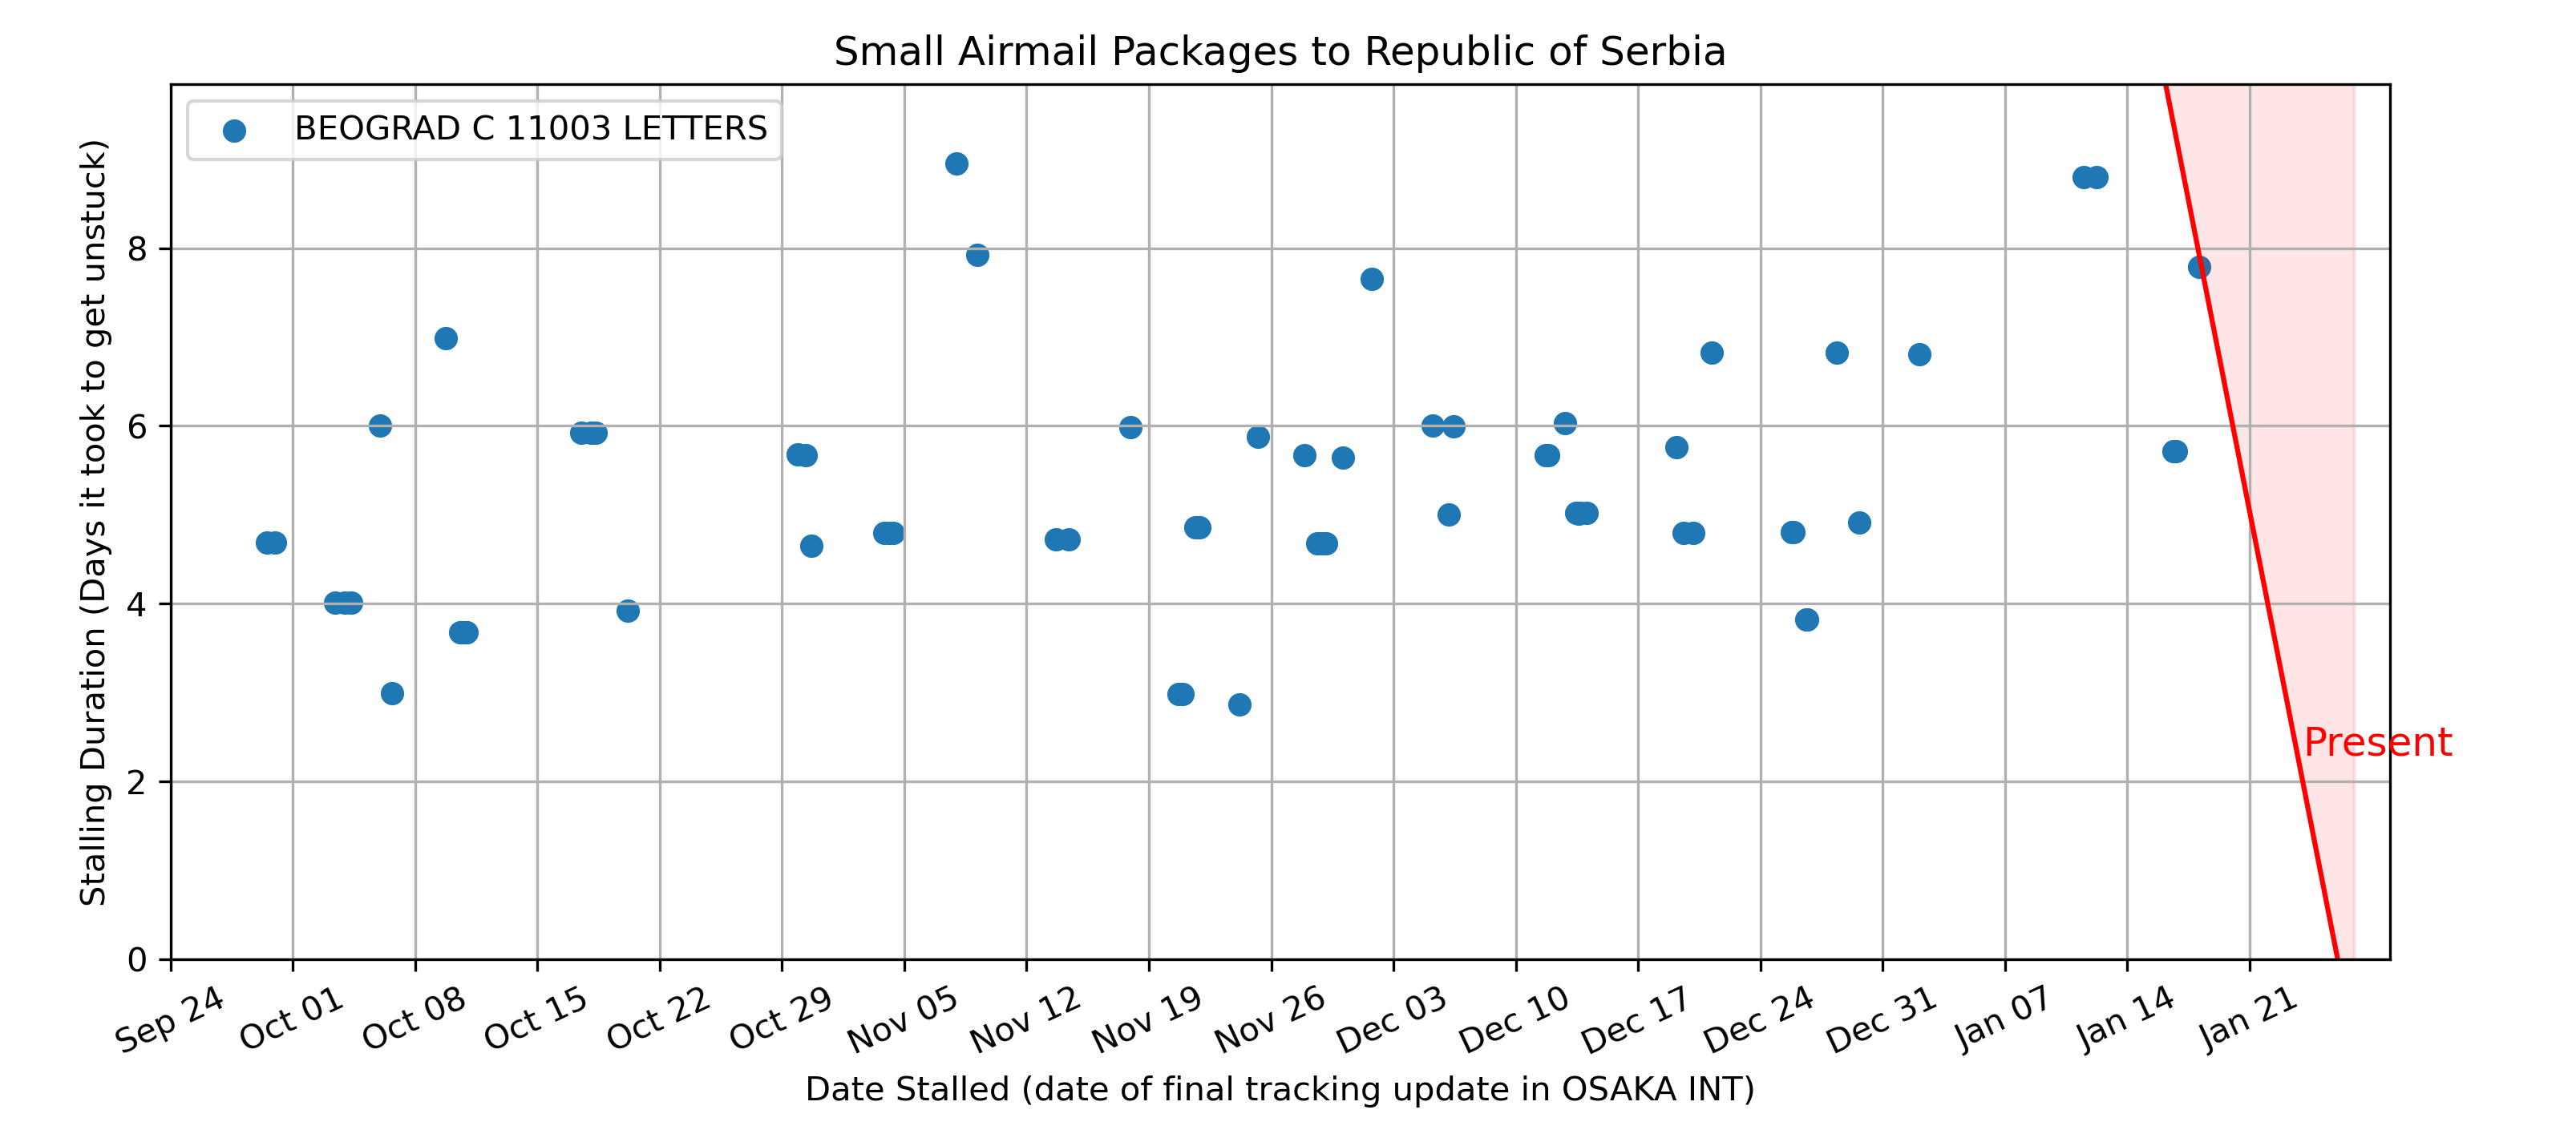 Small Airmail Packages to Republic of Serbia
BEOGRAD C 11003 LETTERS
Stalling Duration (Days it took to get unstuck)
8
6
4
2
0
Present
Sep 24
Oct 01
Oct 08
Oct 15
Oct 22
Oct 29
Nov 05
Nov 12
Nov 19
Nov 26
Dec 03
Dec 10
Dec 17
Dec 24
Dec 31
Jan 07
Jan 14
Jan 21
Date Stalled (date of final tracking update in OSAKA INT)